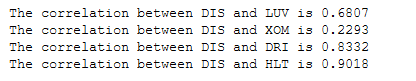 The correlation between DIS and LUV is 0.6807
The correlation between DIS and XOM is 0.2293
The correlation between DIS and DRI is 0.8332
The correlation between DIS and HLT is 0.9018